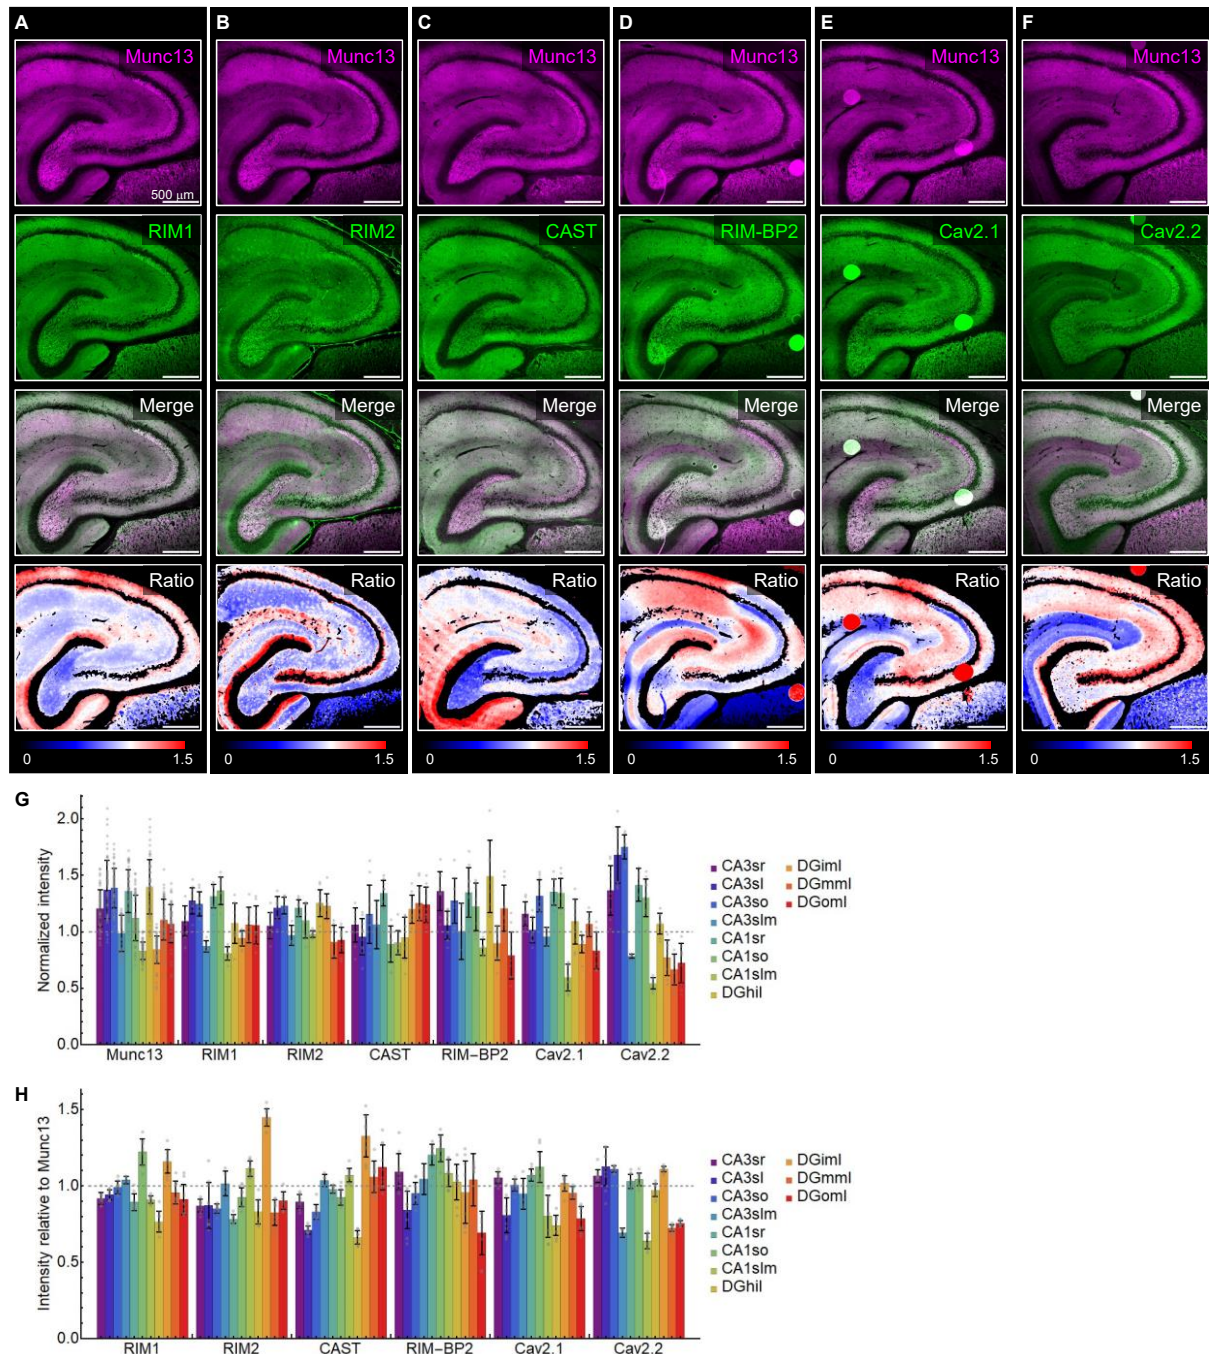 A B C D E F
Munc13 Munc13 Munc13 Munc13 Munc13 Munc13
500 µm
RIM1 RIM2 CAST RIM-BP2 Cav2.1 Cav2.2
Merge Merge Merge Merge Merge Merge
Ratio Ratio Ratio Ratio Ratio Ratio
0 1.5 0 1.5 0 1.5 0 1.5 0 1.5 0 1.5
G
Normalized intensity
2.0
1.5
1.0
0.5
0.0
Munc13 RIM1 RIM2 CAST RIM−BP2 Cav2.1 Cav2.2
CA3sr DGiml
CA3sl DGmml
CA3so DGoml
CA3slm
CA1sr
CA1so
CA1slm
DGhil
H
Intensity relative to Munc13
1.5
1.0
0.5
0.0
RIM1 RIM2 CAST RIM−BP2 Cav2.1 Cav2.2
CA3sr DGiml
CA3sl DGmml
CA3so DGoml
CA3slm
CA1sr
CA1so
CA1slm
DGhil